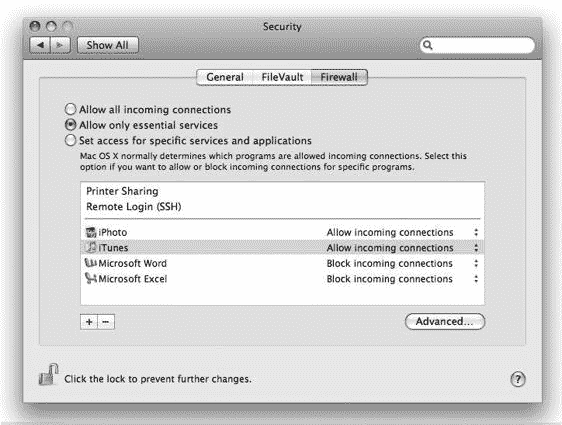 Security
Show All
General FileVault Firewall
Allow all incoming connections
Allow only essential services
Set access for specific services and applications
Mac OS X normally determines which programs are allowed incoming connections. Select this
option if you want to allow or block incoming connections for specific programs.
Printer Sharing
Remote Login (SSH)
iPhoto Allow incoming connections
iTunes Allow incoming connections
Microsoft Word Block incoming connections
Microsoft Excel Block incoming connections
+ −
Advanced...
Click the lock to prevent further changes.
?